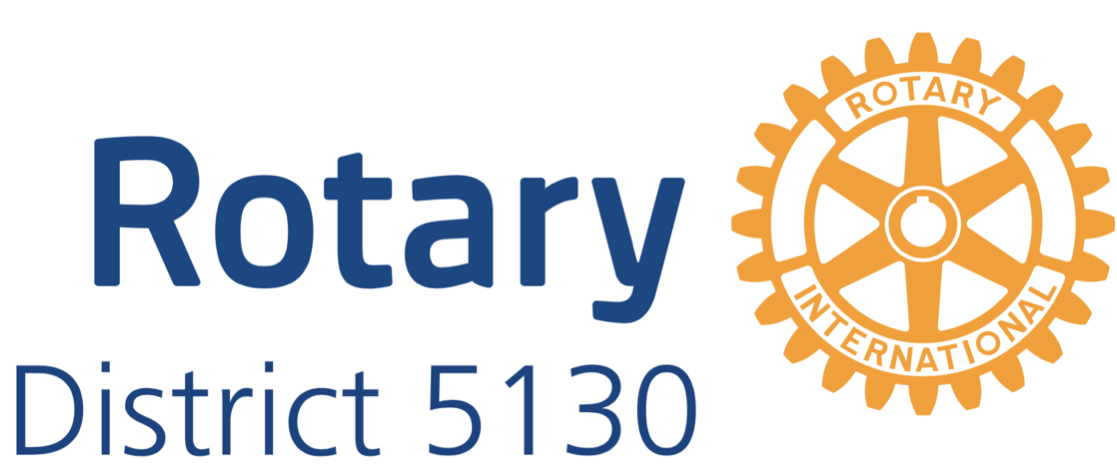 Rotary
District 5130
ROTARY
INTERNATIONAL